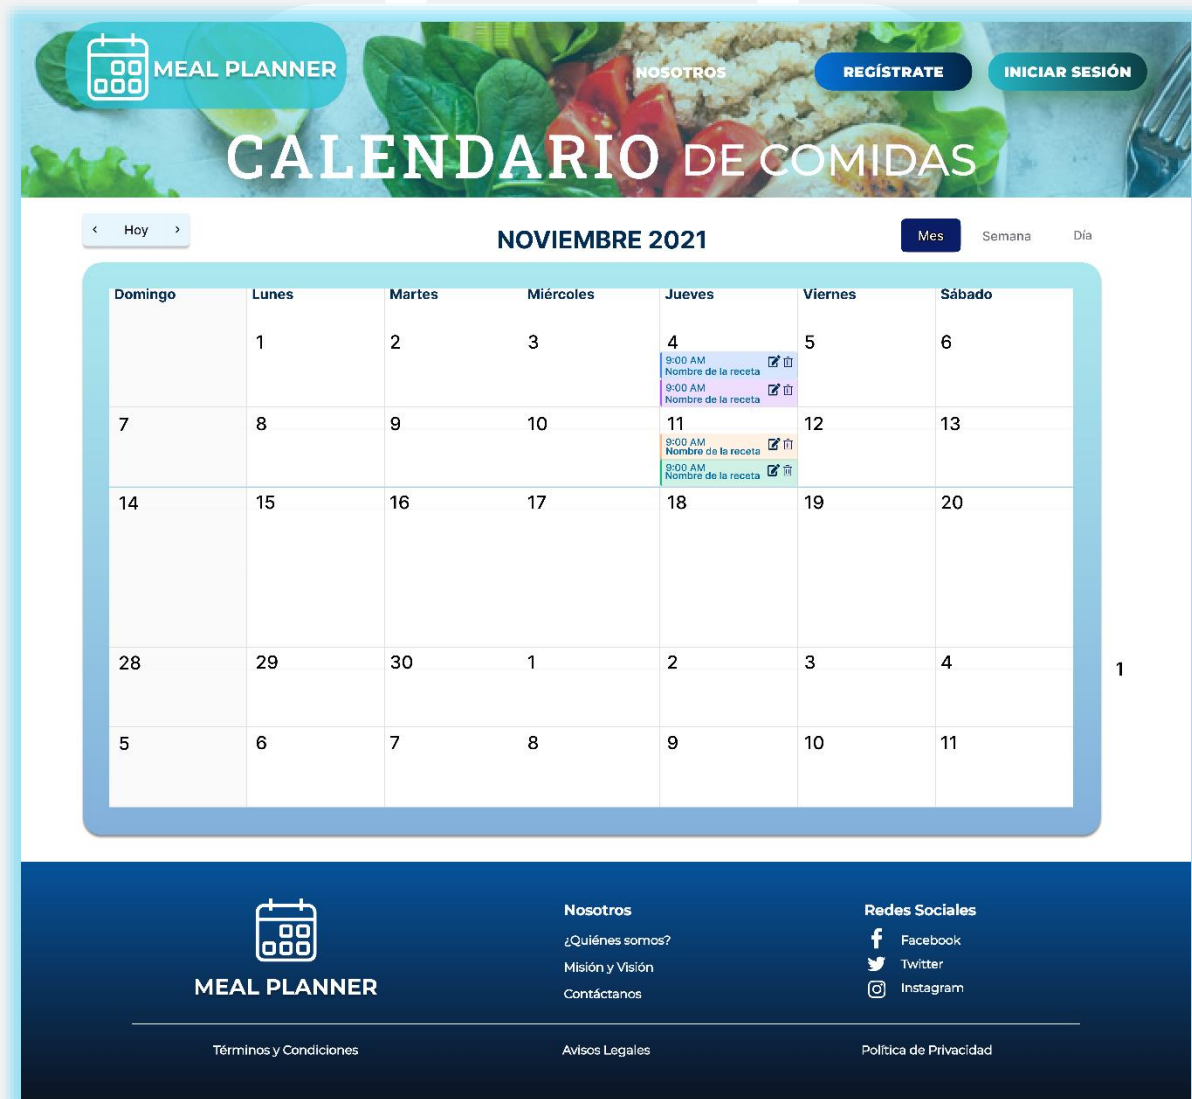 MEAL PLANNER
NOSOTROS
REGÍSTRATE
INICIAR SESIÓN
CALENDARIO DE COMIDAS
< Hoy >
NOVIEMBRE 2021
Mes Semana Día
Domingo Lunes Martes Miércoles Jueves Viernes Sábado
1 2 3 4 5 6
9:00 AM
Nombre de la receta
9:00 AM
Nombre de la receta
7 8 9 10 11 12 13
9:00 AM
Nombre de la receta
9:00 AM
Nombre de la receta
14 15 16 17 18 19 20
28 29 30 1 2 3 4
1
5 6 7 8 9 10 11
MEAL PLANNER
Nosotros
¿Quiénes somos?
Misión y Visión
Contáctanos
Redes Sociales
Facebook
Twitter
Instagram
Términos y Condiciones
Avisos Legales
Política de Privacidad